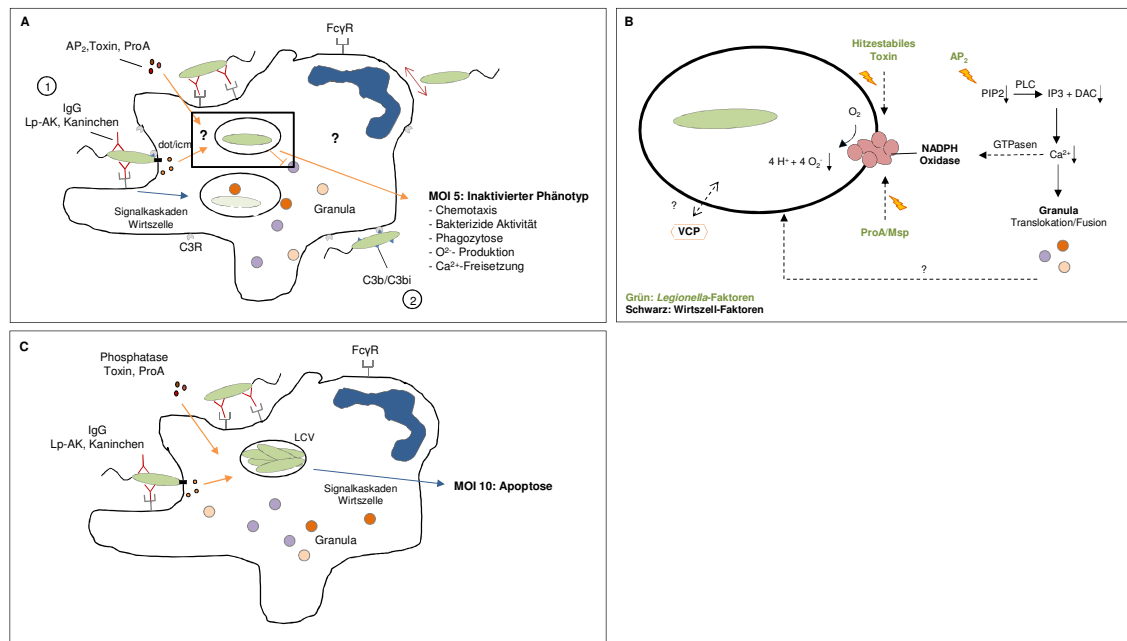 A
FcγR
AP2,Toxin, ProA
1
IgG
Lp-AK, Kaninchen
?
?
dot/icm
MOI 5: Inaktivierter Phänotyp
- Chemotaxis
- Bakterizide Aktivität
- Phagozytose
- O2- - Produktion
- Ca2+-Freisetzung
Granula
Signalkaskaden
Wirtszelle
C3R
C3b/C3bi
2
B
Hitzestabiles
Toxin
AP2
PIP2
PLC
IP3 + DAC
O2
4 H+ + 4 O2-
NADPH
Oxidase
GTPasen
Ca2+
?
VCP
ProA/Msp
Granula
Translokation/Fusion
?
Grün: Legionella-Faktoren
Schwarz: Wirtszell-Faktoren
C
Phosphatase
Toxin, ProA
FcγR
IgG
Lp-AK, Kaninchen
LCV
MOI 10: Apoptose
Signalkaskaden
Wirtszelle
Granula